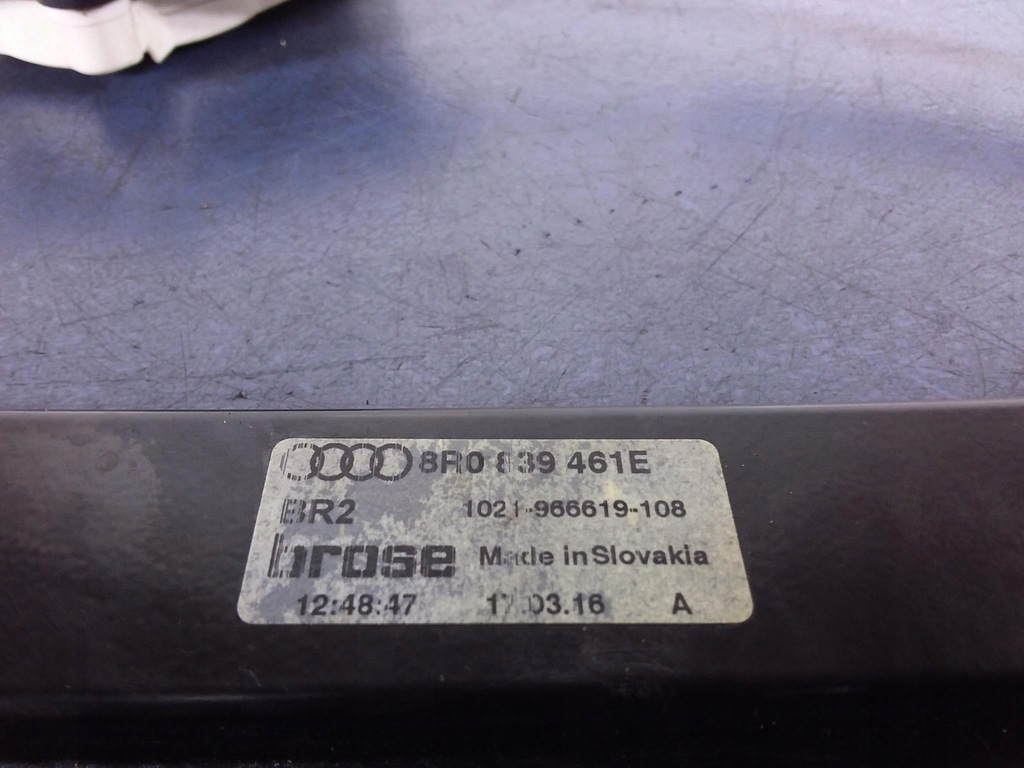 8R0 839 461E
BR2 1021-966619-108
brose Made in Slovakia
12:48:47 17.03.16 A